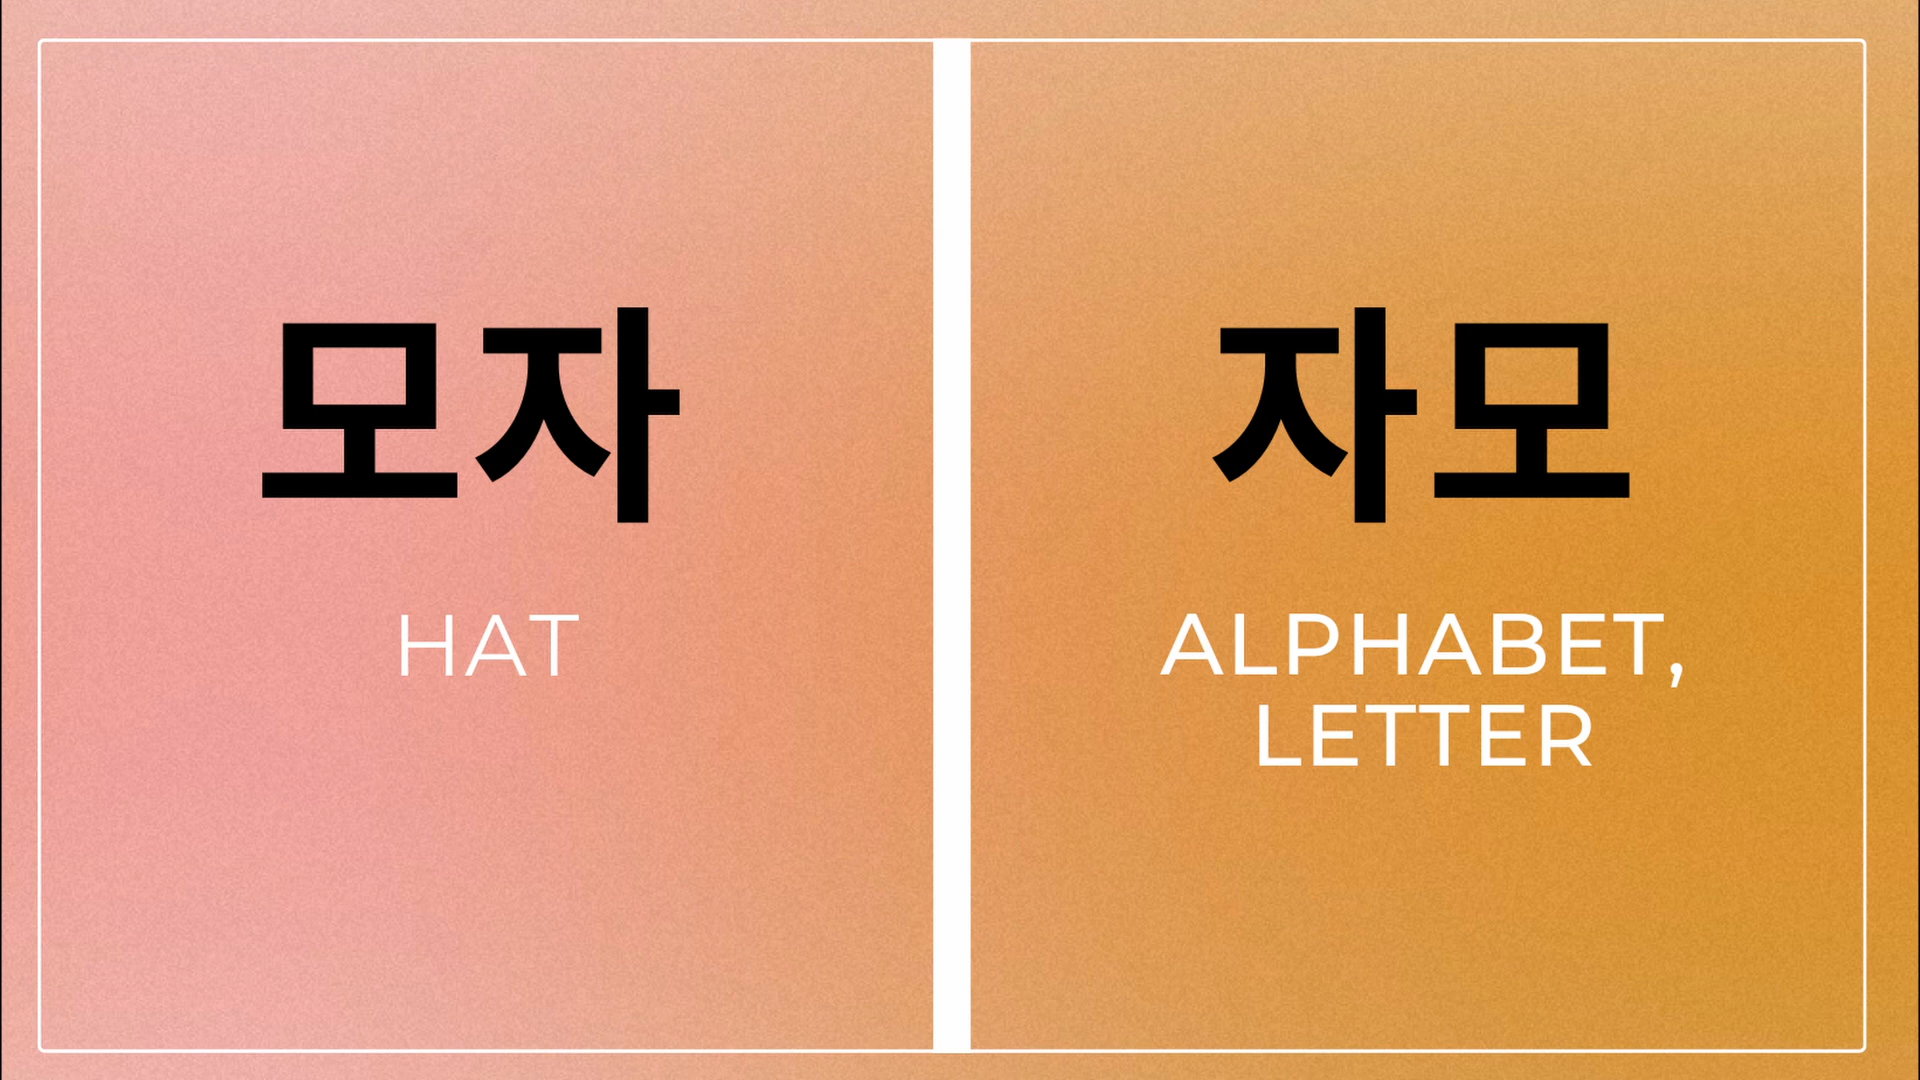 모자
HAT
자모
ALPHABET,
LETTER